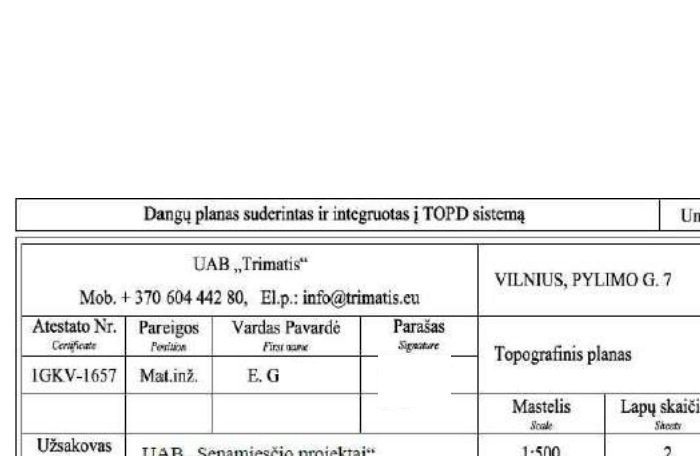 Dangų planas suderintas ir integruotas į TOPD sistemą
UAB „Trimatis“
Mob. + 370 604 442 80, El.p.: info@trimatis.eu
VILNIUS, PYLIMO G. 7
Atestato Nr. Pareigos Vardas Pavardė Parašas
Certificate Position First name Signature
Topografinis planas
1GKV-1657 Mat.inž. E. G
Mastelis
Scale Sheets
Užsakovas UAB „Senamiesčio projektai“ 1:500 2